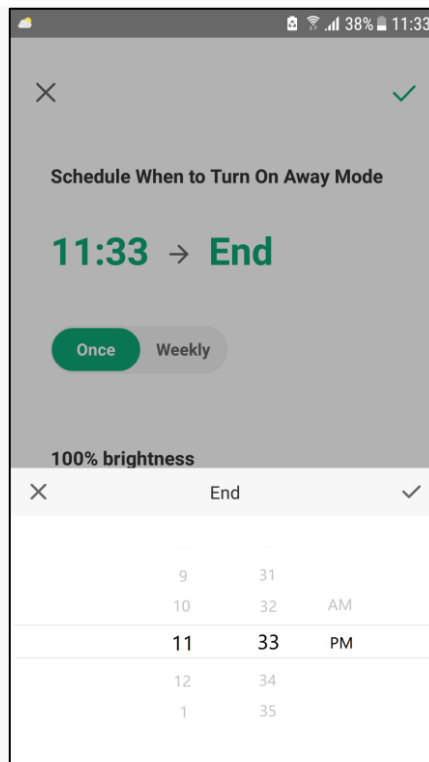 38% 11:33
Schedule When to Turn On Away Mode
11:33 → End
Once Weekly
100% brightness
End
9 31
10 32 AM
11 33 PM
12 34
1 35